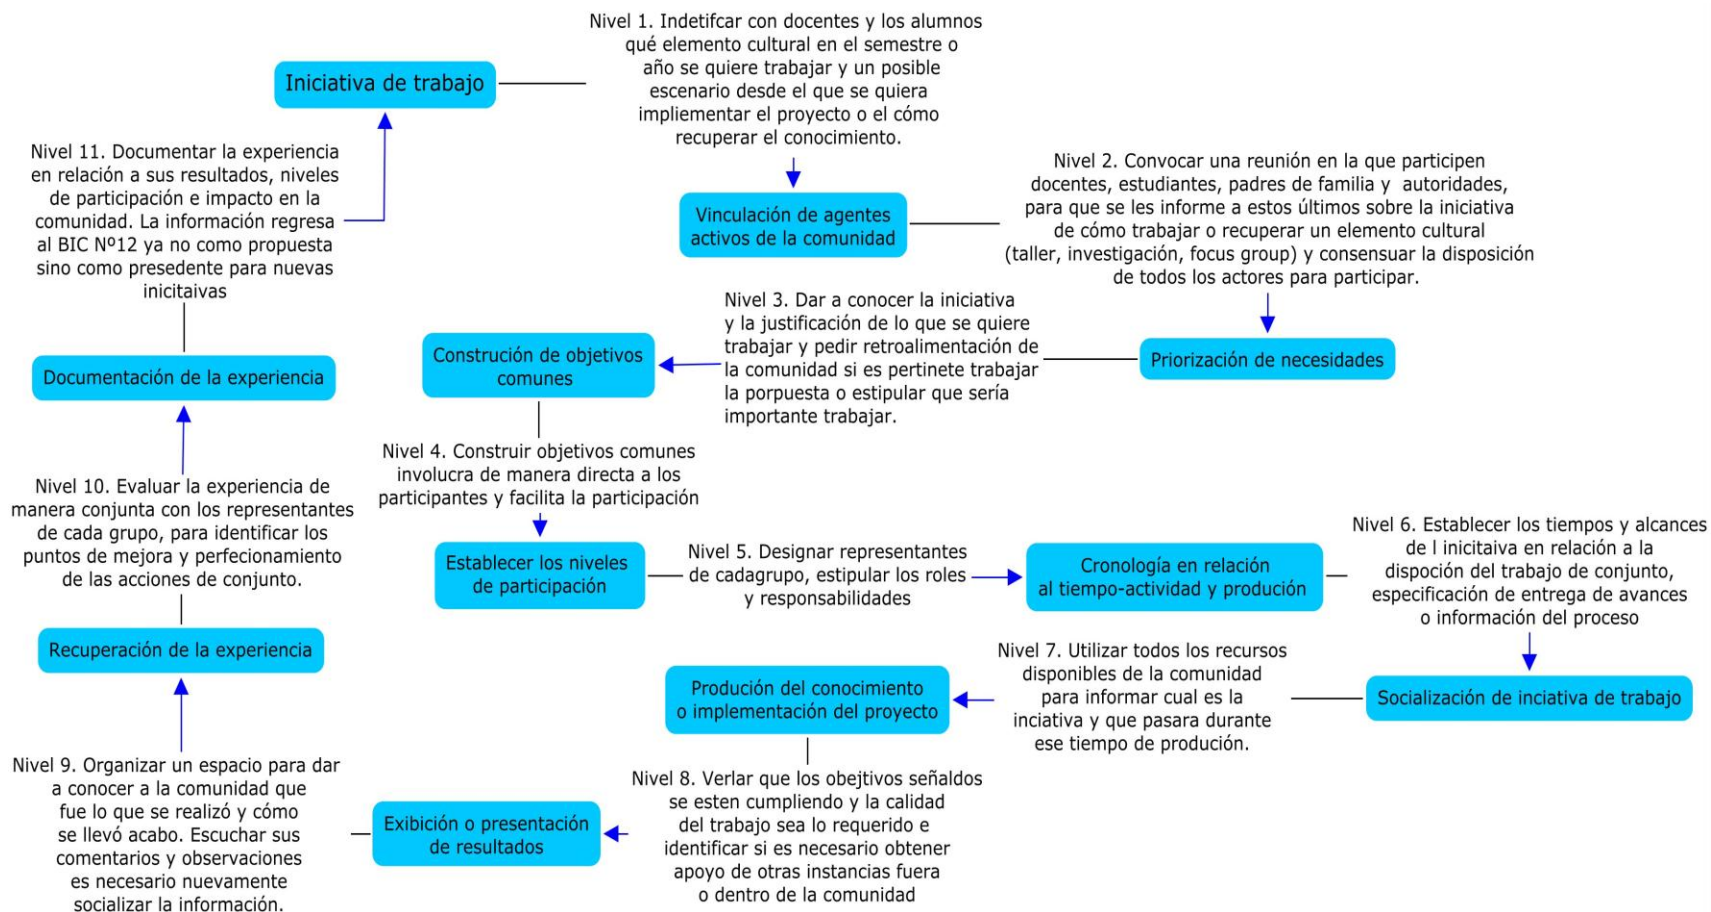 Iniciativa de trabajo
Nivel 1. Indetifcar con docentes y los alumnos
qué elemento cultural en el semestre o
año se quiere trabajar y un posible
escenario desde el que se quiera
impliementar el proyecto o el cómo
recuperar el conocimiento.
Vinculación de agentes
activos de la comunidad
Nivel 2. Convocar una reunión en la que participen
docentes, estudiantes, padres de familia y autoridades,
para que se les informe a estos últimos sobre la iniciativa
de cómo trabajar o recuperar un elemento cultural
(taller, investigación, focus group) y consensuar la disposición
de todos los actores para participar.
Priorización de necesidades
Nivel 3. Dar a conocer la iniciativa
y la justificación de lo que se quiere
trabajar y pedir retroalimentación de
la comunidad si es pertinete trabajar
la porpuesta o estipular que sería
importante trabajar.
Construción de objetivos
comunes
Nivel 4. Construir objetivos comunes
involucra de manera directa a los
participantes y facilita la participación
Establecer los niveles
de participación
Nivel 5. Designar representantes
de cadagrupo, estipular los roles
y responsabilidades
Cronología en relación
al tiempo-actividad y produción
Nivel 6. Establecer los tiempos y alcances
de l inicitaiva en relación a la
dispoción del trabajo de conjunto,
especificación de entrega de avances
o información del proceso
Socialización de inciativa de trabajo
Nivel 7. Utilizar todos los recursos
disponibles de la comunidad
para informar cual es la
inciativa y que pasara durante
ese tiempo de produción.
Produción del conocimiento
o implementación del proyecto
Nivel 8. Verlar que los obejtivos señaldos
se esten cumpliendo y la calidad
del trabajo sea lo requerido e
identificar si es necesario obtener
apoyo de otras instancias fuera
o dentro de la comunidad
Exibición o presentación
de resultados
Nivel 9. Organizar un espacio para dar
a conocer a la comunidad que
fue lo que se realizó y cómo
se llevó acabo. Escuchar sus
comentarios y observaciones
es necesario nuevamente
socializar la información.
Recuperación de la experiencia
Nivel 10. Evaluar la experiencia de
manera conjunta con los representantes
de cada grupo, para identificar los
puntos de mejora y perfecionamiento
de las acciones de conjunto.
Documentación de la experiencia
Nivel 11. Documentar la experiencia
en relación a sus resultados, niveles
de participación e impacto en la
comunidad. La información regresa
al BIC Nº12 ya no como propuesta
sino como presedente para nuevas
inicitaivas